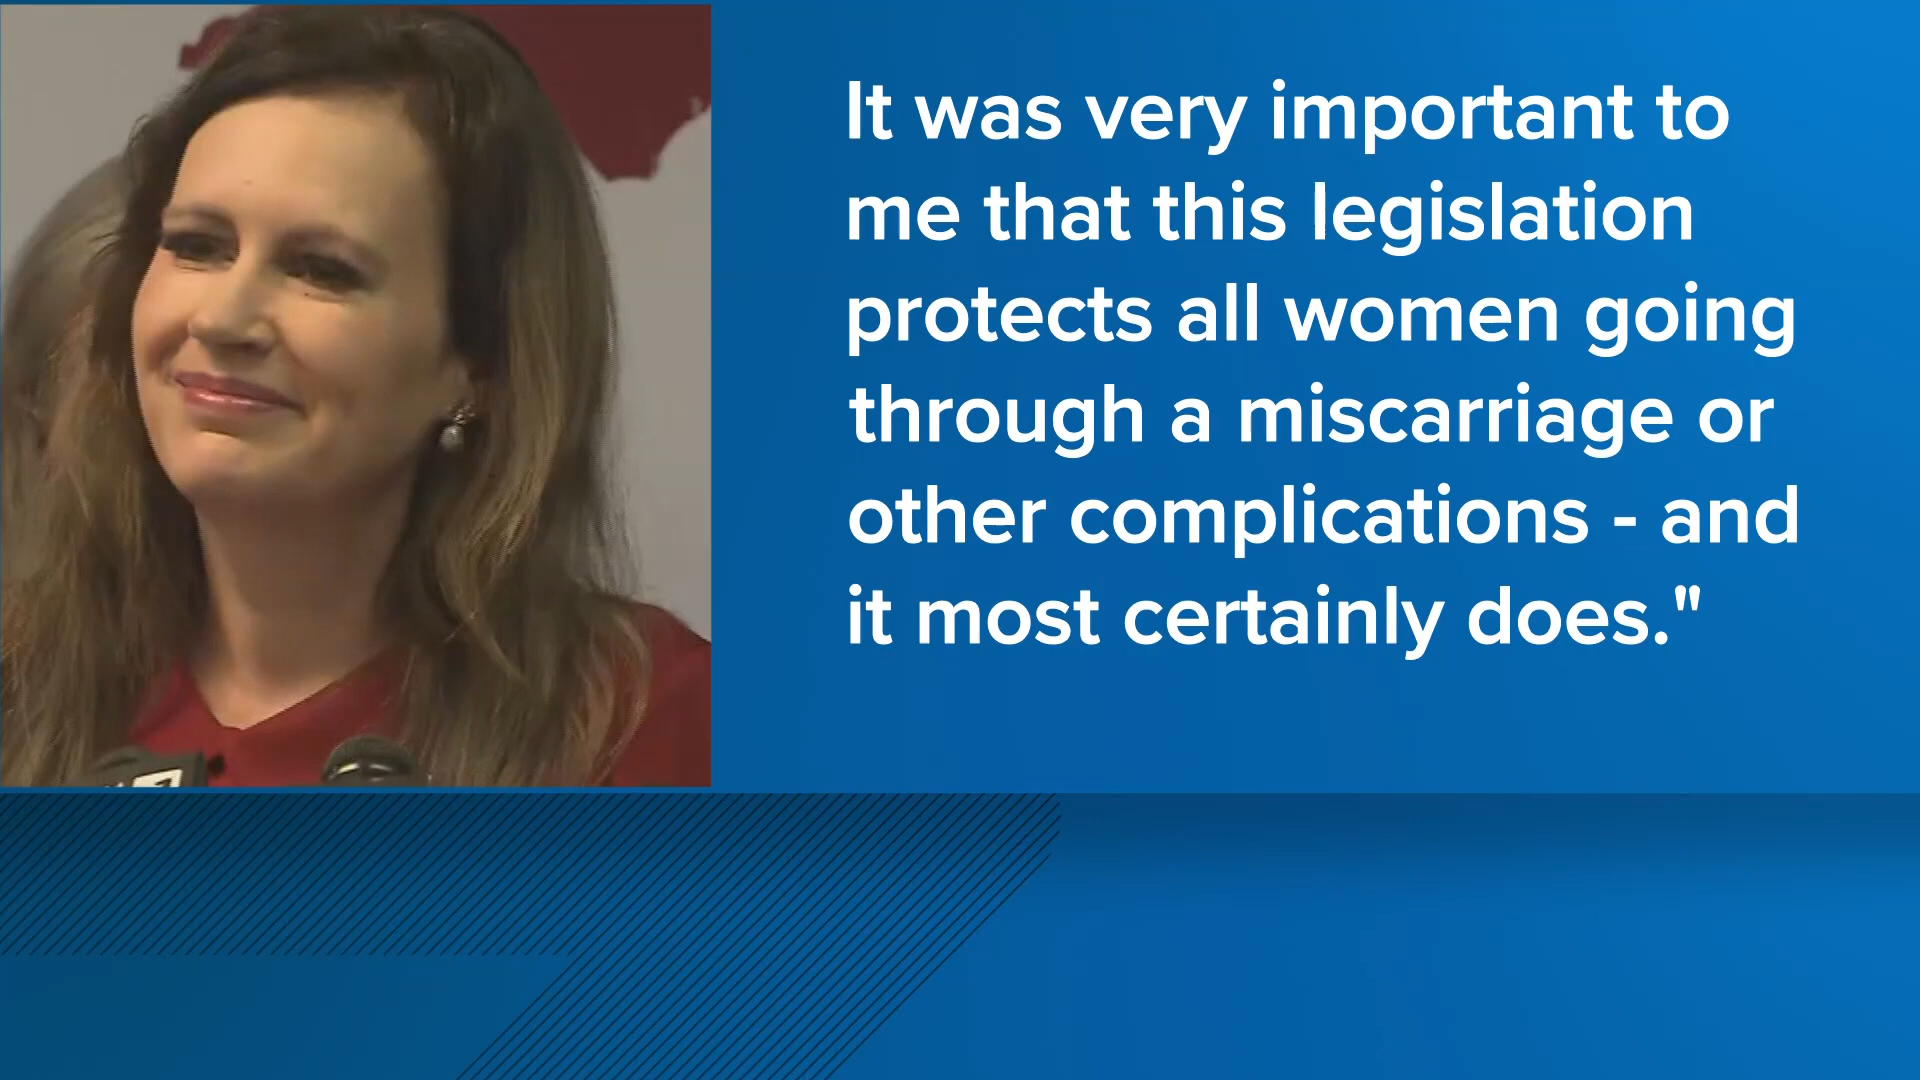 It was very important to
me that this legislation
protects all women going
through a miscarriage or
other complications - and
it most certainly does."